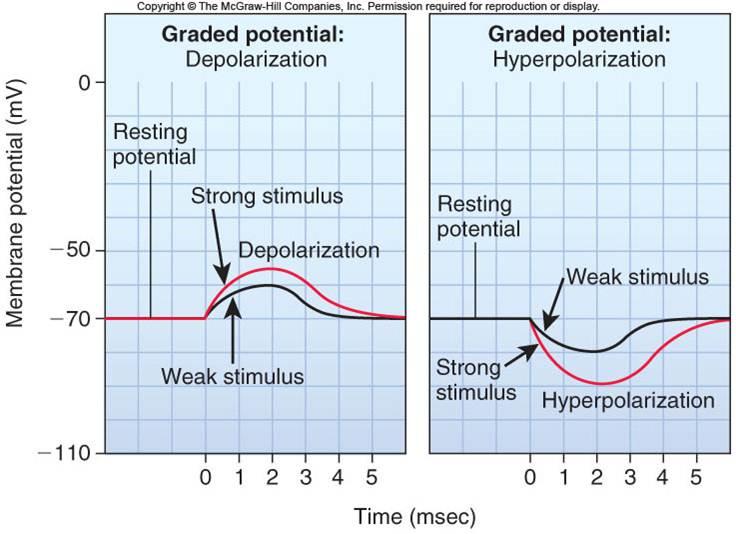 Copyright © The McGraw-Hill Companies, Inc. Permission required for reproduction or display.
Graded potential:
Depolarization
Membrane potential (mV)
0
−50
−70
−110
Resting
potential
Strong stimulus
Depolarization
Weak stimulus
0 1 2 3 4 5
Graded potential:
Hyperpolarization
Resting
potential
Weak stimulus
Strong
stimulus
Hyperpolarization
0 1 2 3 4 5
Time (msec)